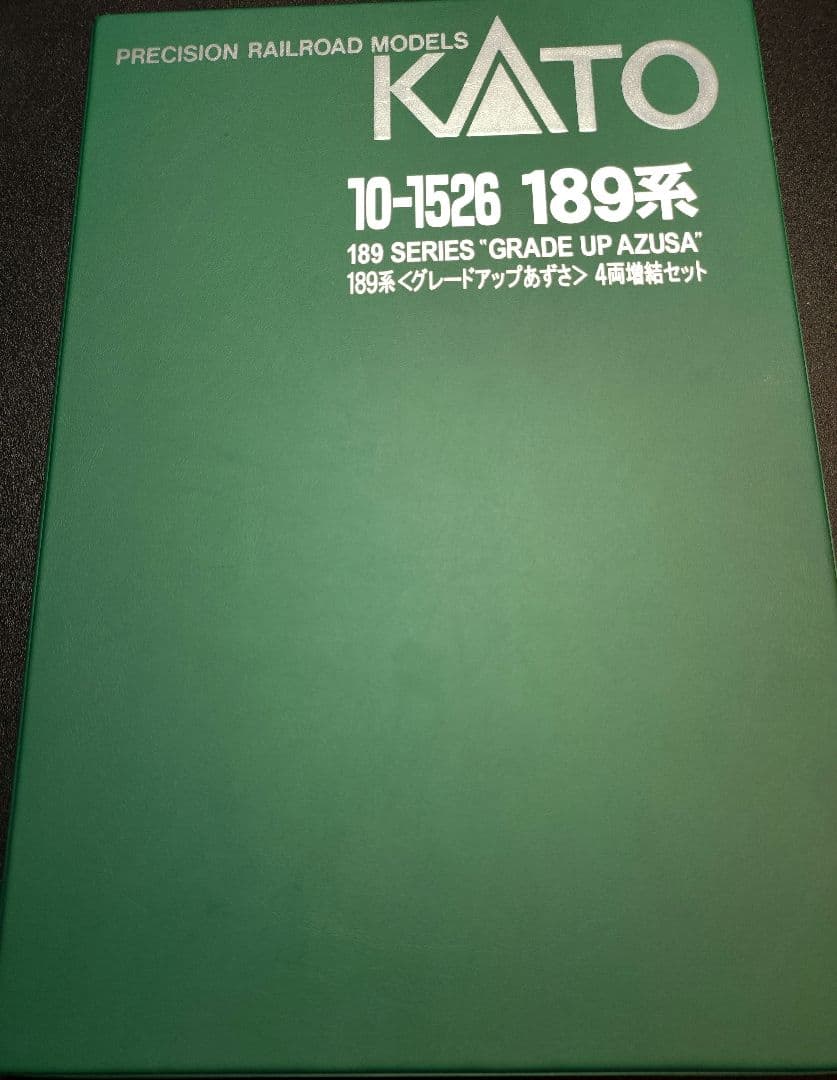 PRECISION RAILROAD MODELS
KATO
10-1526 189系
189 SERIES "GRADE UP AZUSA"
189系<グレードアップあずさ> 4両増結セット